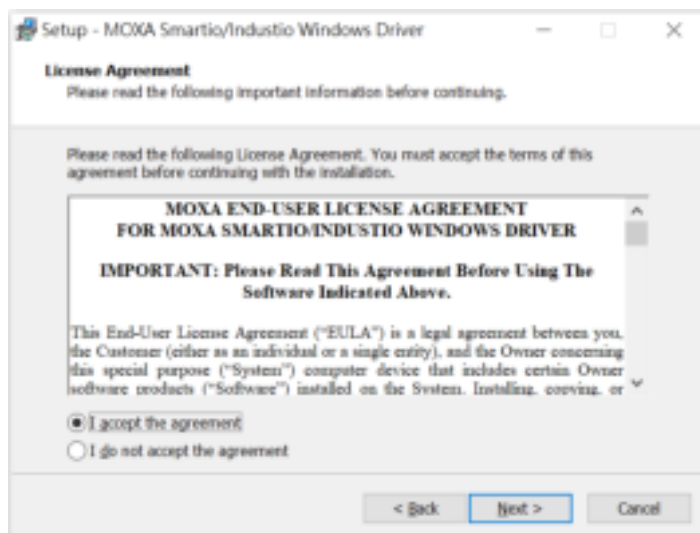 Setup - MOXA Smartio/Industio Windows Driver
License Agreement
Please read the following important information before continuing.
Please read the following License Agreement. You must accept the terms of this
agreement before continuing with the installation.
MOXA END-USER LICENSE AGREEMENT
FOR MOXA SMARTIO/INDUSTIO WINDOWS DRIVER
IMPORTANT: Please Read This Agreement Before Using The
Software Indicated Above.
This End-User License Agreement (“EULA”) is a legal agreement between you,
the Customer (either as an individual or a single entity), and the Owner concerning
this special purpose (“System”) computer device that includes certain Owner
software products (“Software”) installed on the System. Installing, copying, or
I accept the agreement
I do not accept the agreement
< Back
Next >
Cancel